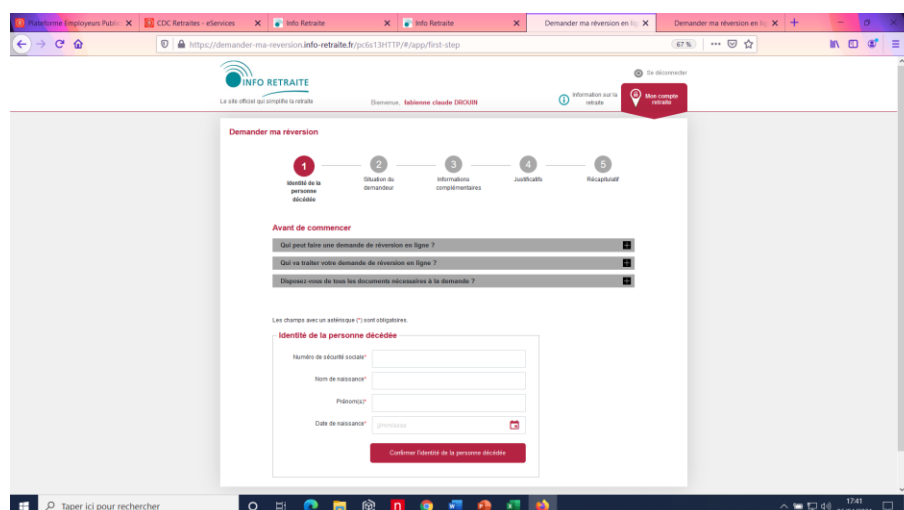 Plateforme Employeurs Public
CDC Retraites - eServices
Info Retraite
Info Retraite
Demander ma réversion en lig
Demander ma réversion en lig
https://demander-ma-reversion.info-retraite.fr/pc6s13HTTP/#/app/first-step
67 %
INFO RETRAITE
Le site officiel qui simplifie la retraite
Bienvenue, fabienne claude DROUIN
Information sur la
retraite
Se déconnecter
Mon compte
retraite
Demander ma réversion
1
2
3
4
5
Identité de la
personne
décédée
Situation du
demandeur
Informations
complémentaires
Justificatifs
Récapitulatif
Avant de commencer
Qui peut faire une demande de réversion en ligne ?
Qui va traiter votre demande de réversion en ligne ?
Disposez-vous de tous les documents nécessaires à la demande ?
Les champs avec un astérisque (*) sont obligatoires.
Identité de la personne décédée
Numéro de sécurité sociale*
Nom de naissance*
Prénom(s)*
Date de naissance*
jj/mm/aaaa
Confirmer l'identité de la personne décédée
Taper ici pour rechercher
17:41